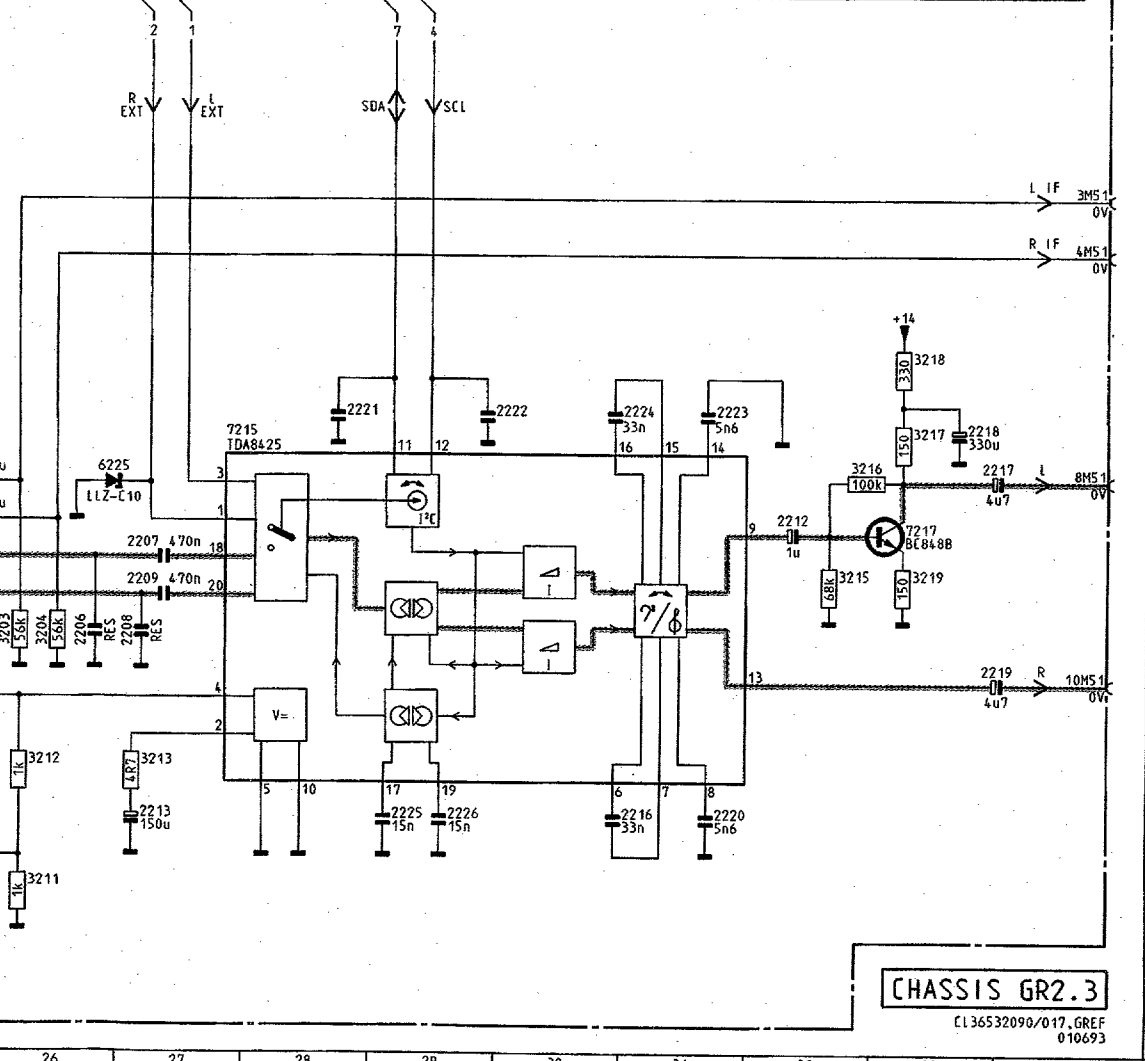 2 1 7 4
R EXT L EXT SDA SCL
L IF 3M51
0V
R IF 4M51
0V
+14
330 3218
2221 2222 2224 33n 2223 5n6
150 3217 2218 330u
7215
TDA8425
11 12 16 15 14
6225
LLZ-C10
3
1
I²C
3216
100k
2217
4u7
L 8M51
0V
2207 470n
18
2209 470n
20
9
2212
1u
7217
BC848B
3203 56k 3204 56k 2206 RES 2208 RES
68k 3215 150 3219
13
2219
4u7
R 10M51
0V
4
2
V=
1k 3212
4R7 3213
2213
150u
5 10 17 19 6 7 8
2225
15n
2226
15n
2216
33n
2220
5n6
1k 3211
CHASSIS GR2.3
CL36532090/017.GREF
010693
26 27 28